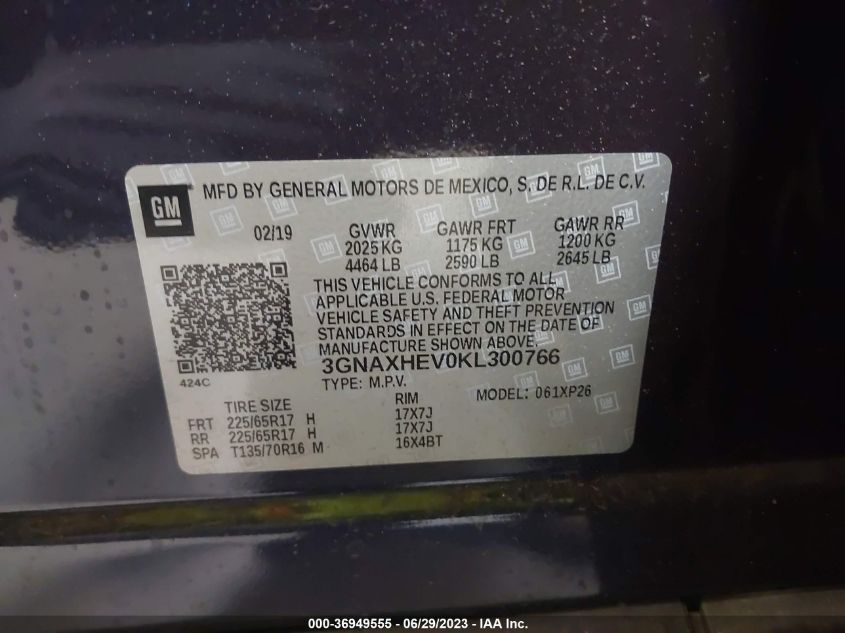 GM MFD BY GENERAL MOTORS DE MEXICO, S. DE R.L. DE C.V.
02/19 GVWR GAWR FRT GAWR RR
2025 KG 1175 KG 1200 KG
4464 LB 2590 LB 2645 LB
THIS VEHICLE CONFORMS TO ALL
APPLICABLE U.S. FEDERAL MOTOR
VEHICLE SAFETY AND THEFT PREVENTION
STANDARDS IN EFFECT ON THE DATE OF
MANUFACTURE SHOWN ABOVE.
3GNAXHEV0KL300766
424C TYPE: M.P.V. MODEL: 061XP26
TIRE SIZE RIM
FRT 225/65R17 H 17X7J
RR 225/65R17 H 17X7J
SPA T135/70R16 M 16X4BT
000-36949555 - 06/29/2023 - IAA Inc.